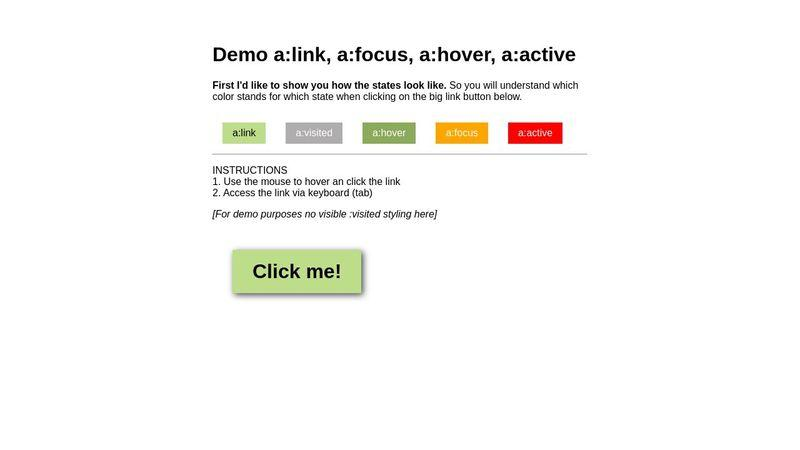 Demo a:link, a:focus, a:hover, a:active
First I'd like to show you how the states look like. So you will understand which
color stands for which state when clicking on the big link button below.
a:link a:visited a:hover a:focus a:active
INSTRUCTIONS
1. Use the mouse to hover an click the link
2. Access the link via keyboard (tab)
[For demo purposes no visible :visited styling here]
Click me!